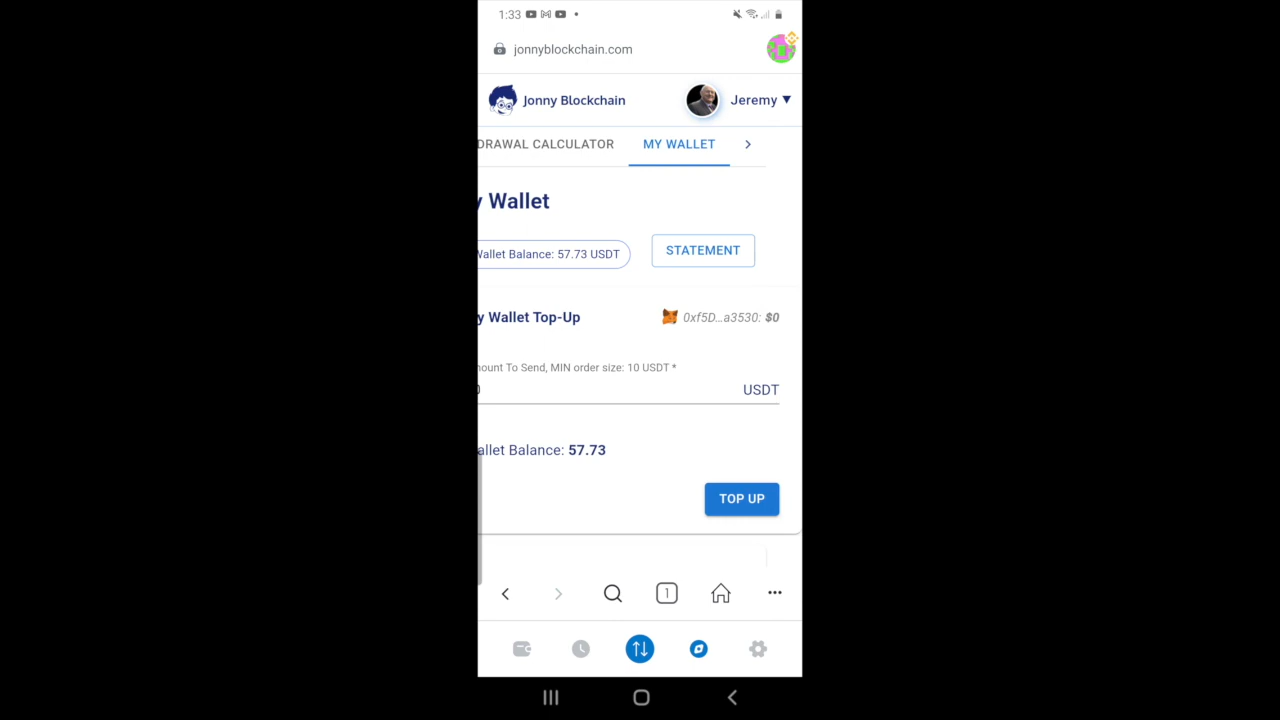 1:33
jonnyblockchain.com
Jonny Blockchain
Jeremy
DRAWAL CALCULATOR
MY WALLET
y Wallet
Wallet Balance: 57.73 USDT
STATEMENT
y Wallet Top-Up
0xf5D...a3530: $0
nount To Send, MIN order size: 10 USDT *
0
USDT
allet Balance: 57.73
TOP UP
1